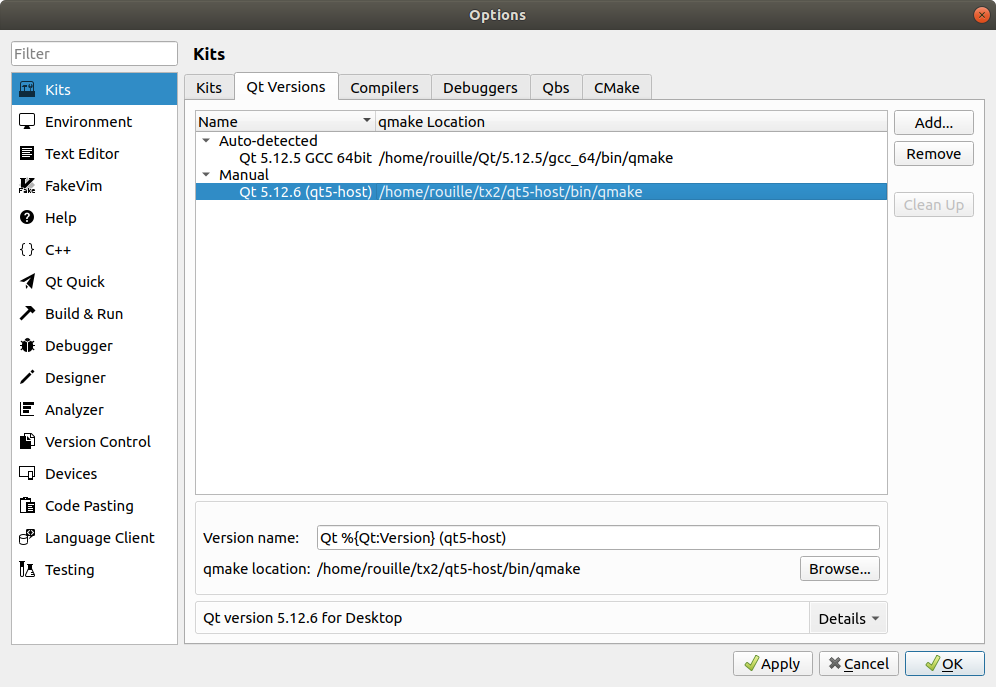 Options
Filter
Kits
Environment
Text Editor
FakeVim
Help
C++
Qt Quick
Build & Run
Debugger
Designer
Analyzer
Version Control
Devices
Code Pasting
Language Client
Testing
Kits
Kits Qt Versions Compilers Debuggers Qbs CMake
Name qmake Location
Auto-detected
Qt 5.12.5 GCC 64bit /home/rouille/Qt/5.12.5/gcc_64/bin/qmake
Manual
Qt 5.12.6 (qt5-host) /home/rouille/tx2/qt5-host/bin/qmake
Add...
Remove
Clean Up
Version name: Qt %{Qt:Version} (qt5-host)
qmake location: /home/rouille/tx2/qt5-host/bin/qmake Browse...
Qt version 5.12.6 for Desktop Details
Apply Cancel OK